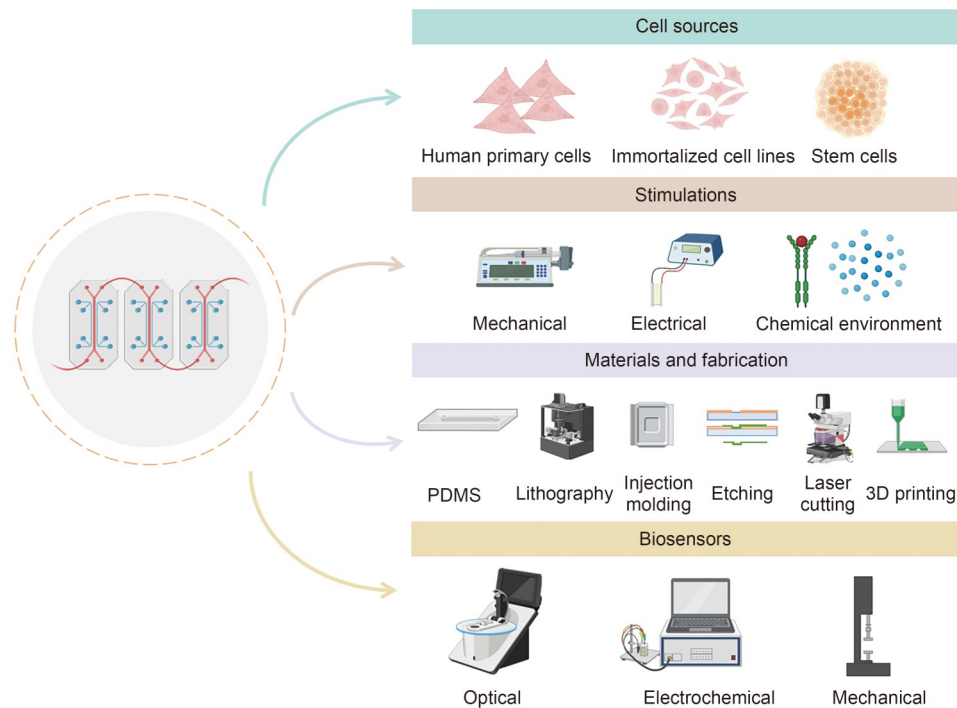 Cell sources
Human primary cells
Immortalized cell lines
Stem cells
Stimulations
Mechanical
Electrical
Chemical environment
Materials and fabrication
PDMS
Lithography
Injection
molding
Etching
Laser
cutting
3D printing
Biosensors
Optical
Electrochemical
Mechanical